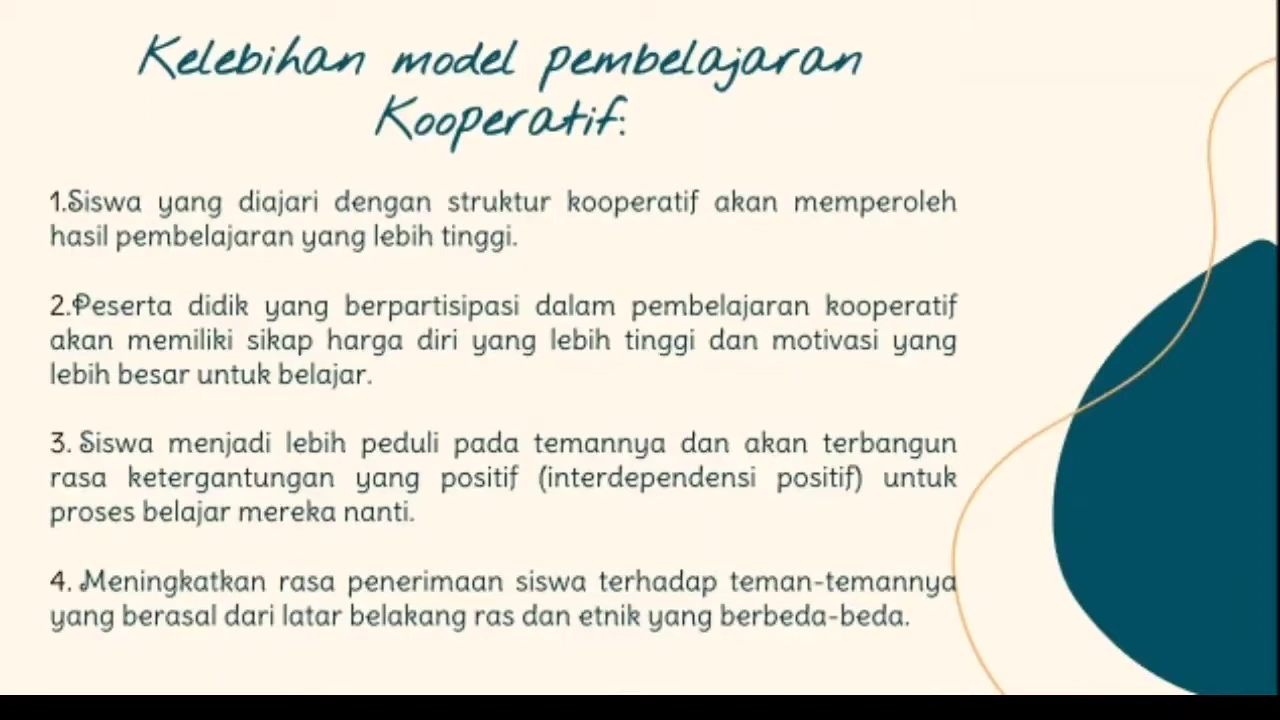 Kelebihan model pembelajaran
Kooperatif:
1.Siswa yang diajari dengan struktur kooperatif akan memperoleh
hasil pembelajaran yang lebih tinggi.
2.Peserta didik yang berpartisipasi dalam pembelajaran kooperatif
akan memiliki sikap harga diri yang lebih tinggi dan motivasi yang
lebih besar untuk belajar.
3. Siswa menjadi lebih peduli pada temannya dan akan terbangun
rasa ketergantungan yang positif (interdependensi positif) untuk
proses belajar mereka nanti.
4. Meningkatkan rasa penerimaan siswa terhadap teman-temannya
yang berasal dari latar belakang ras dan etnik yang berbeda-beda.